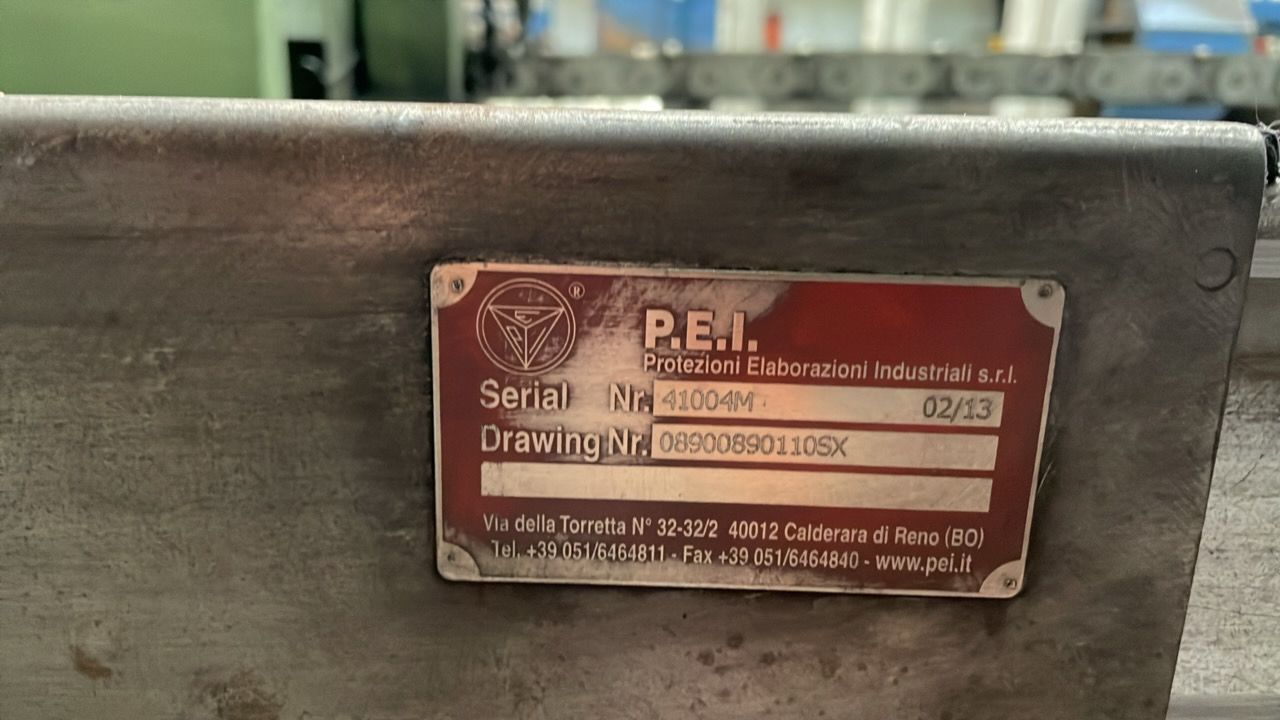 ®
P.E.I.
Protezioni Elaborazioni Industriali s.r.l.
Serial Nr. 41004M 02/13
Drawing Nr. 08900890110SX
Via della Torretta N° 32-32/2 40012 Calderara di Reno (BO)
Tel. +39 051/6464811 - Fax +39 051/6464840 - www.pei.it